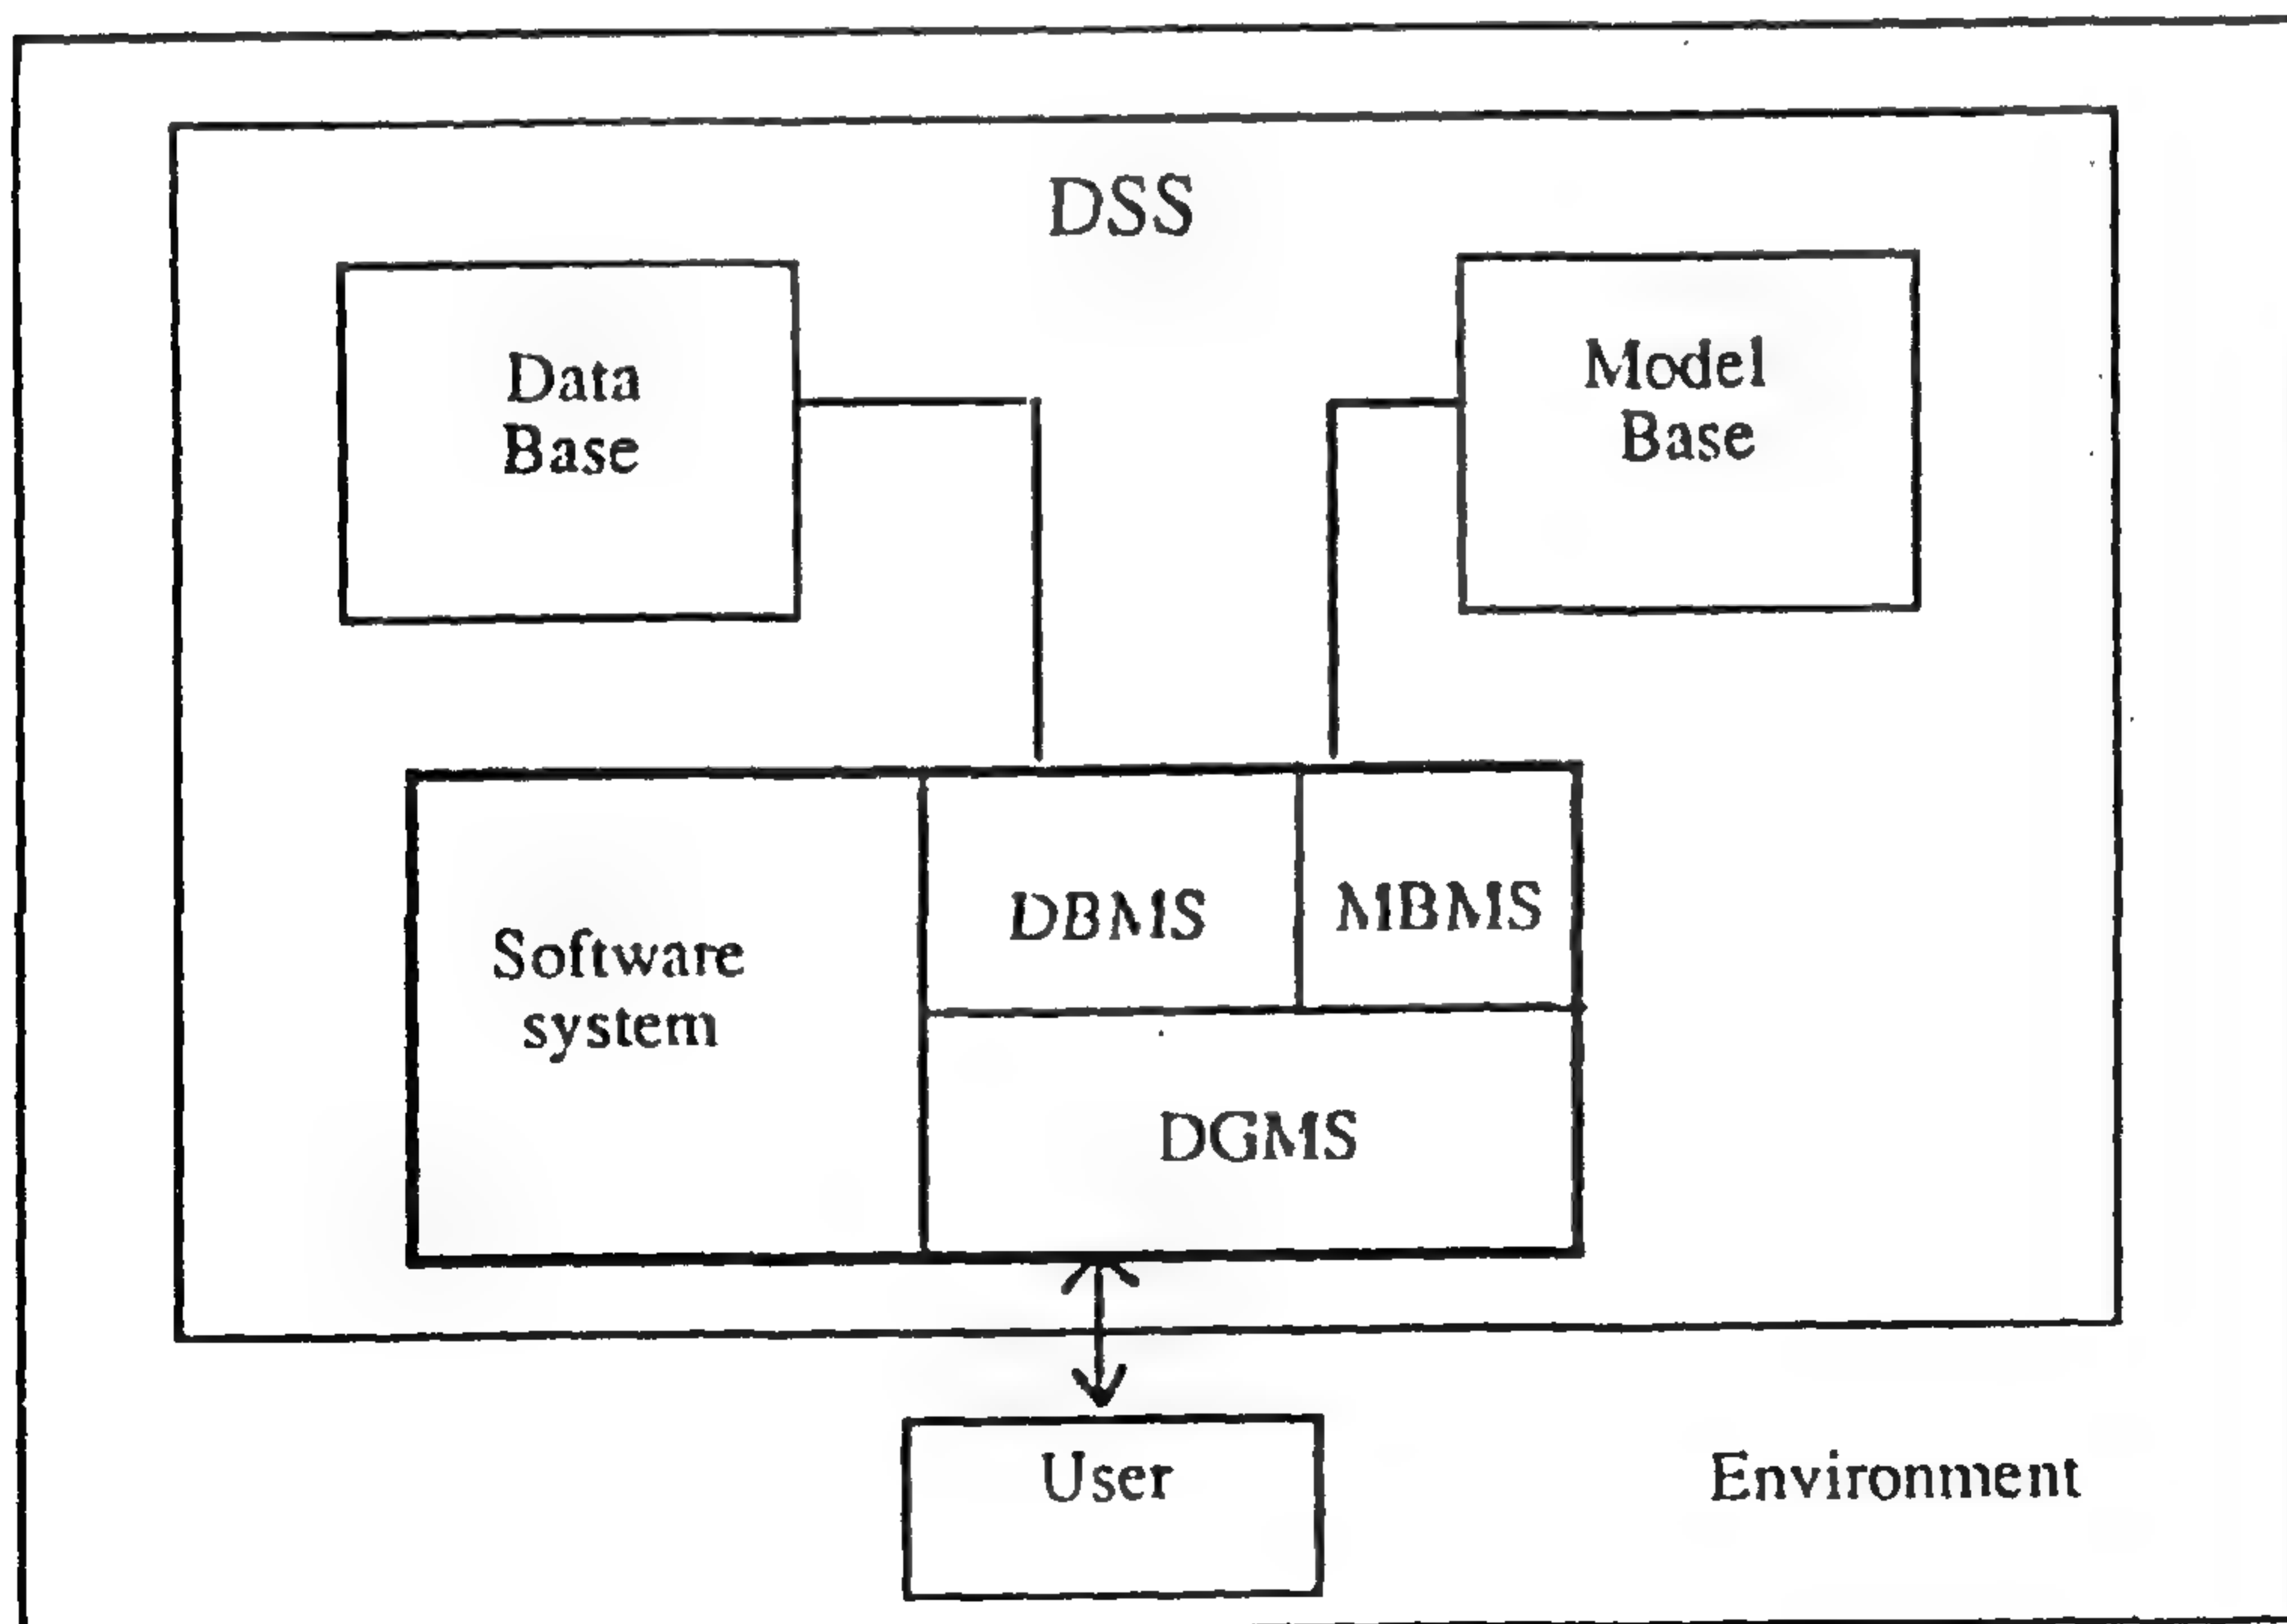 DSS
Data
Base
Model
Base
Software
system
DBMS
MBMS
DGMS
User
Environment